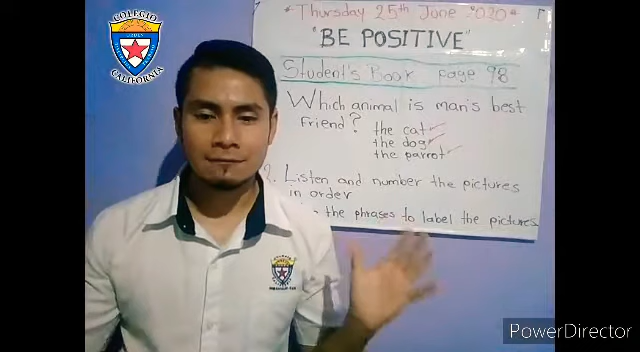 COLEGIO
CALIFORNIA
* Thursday 25th June 2020 *
"BE POSITIVE"
Student's Book page 98
Which animal is man's best
friend? the cat
the dog
the parrot
2. Listen and number the pictures
in order
the phrases to label the pictures
PowerDirector